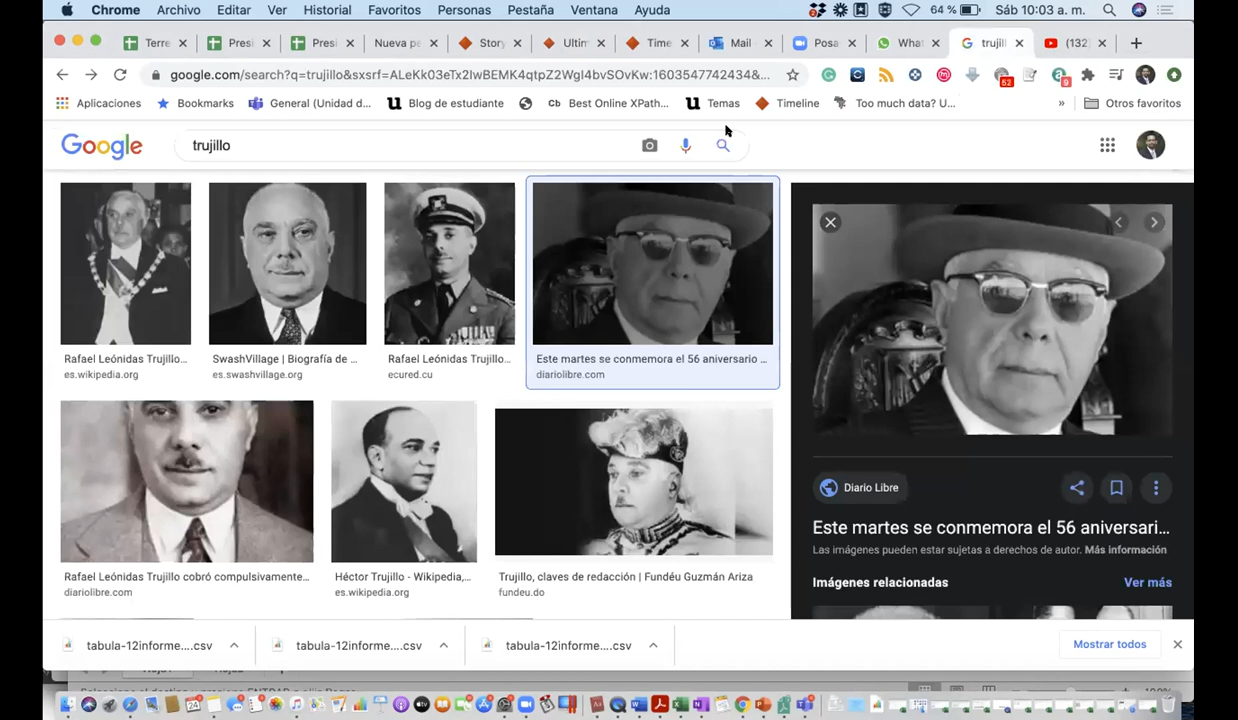 Chrome Archivo Editar Ver Historial Favoritos Personas Pestaña Ventana Ayuda 64 % Sáb 10:03 a. m.
Terre Presi Presi Nueva pe Story Ultim Time Mail Posa What trujil (132)
google.com/search?q=trujillo&sxsrf=ALeKk03eTx2IwBEMK4qtpZ2WgI4bvSOvKw:1603547742434&...
Aplicaciones Bookmarks General (Unidad d... Blog de estudiante Cb Best Online XPath... Temas Timeline Too much data? U... » Otros favoritos
Google trujillo
Rafael Leónidas Trujillo...
es.wikipedia.org
SwashVillage | Biografía de ...
es.swashvillage.org
Rafael Leónidas Trujillo...
ecured.cu
Este martes se conmemora el 56 aniversario ...
diariolibre.com
Rafael Leónidas Trujillo cobró compulsivamente...
diariolibre.com
Héctor Trujillo - Wikipedia,...
es.wikipedia.org
Trujillo, claves de redacción | Fundéu Guzmán Ariza
fundeu.do
Diario Libre
Este martes se conmemora el 56 aniversari...
Las imágenes pueden estar sujetas a derechos de autor. Más información
Imágenes relacionadas Ver más
tabula-12informe....csv tabula-12informe....csv tabula-12informe....csv Mostrar todos